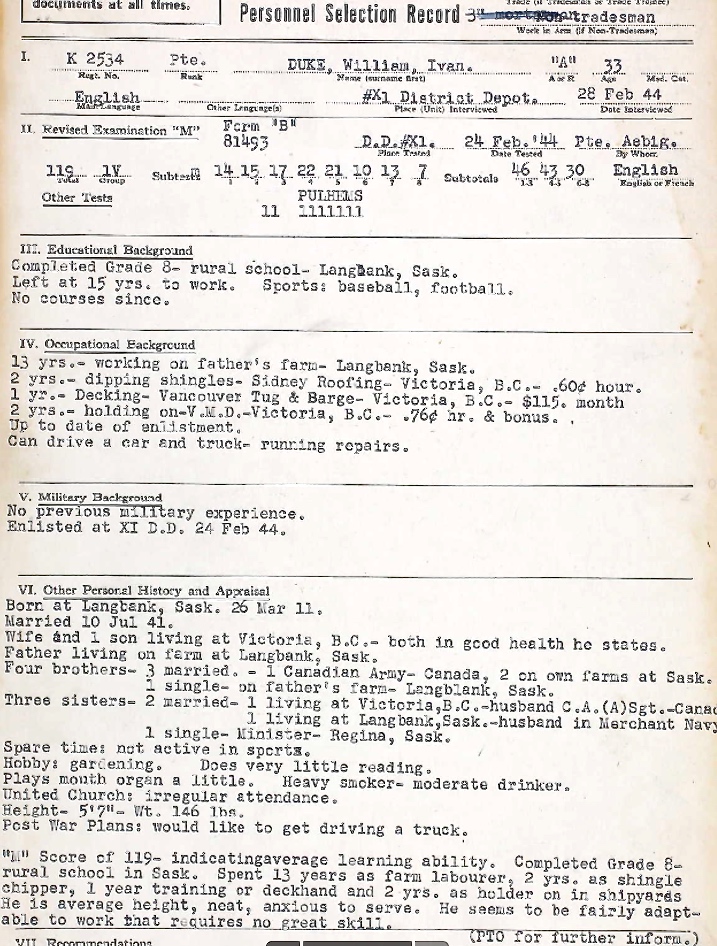 documents at all times.
Personnel Selection Record
tradesman
Work in Arm (if Non-Tradesman)
I. K 2534 Pte. DUKE, William, Ivan. "A" 33
Regt. No. Rank Name (surname first) A or R Age Med. Cat.
English #X1 District Depot. 28 Feb 44
Main Language Other Language(s) Place (Unit) Interviewed Date Interviewed
II. Revised Examination "M" Form "B"
81493 D.D.#X1. 24 Feb.'44 Pte. Aebig.
Place Tested Date Tested By Whom.
119 1V Subtests 14 15 17 22 21 10 13 7 Subtotals 46 43 30 English
Total Group 1 2 3 4 5 6 7 8 1-3 4-5 6-8 English or French
Other Tests PULHEMS
11 1111111
III. Educational Background
Completed Grade 8- rural school- Langbank, Sask.
Left at 15 yrs. to work. Sports: baseball, football.
No courses since.
IV. Occupational Background
13 yrs.- working on father's farm- Langbank, Sask.
2 yrs.- dipping shingles- Sidney Roofing- Victoria, B.C.- .60¢ hour.
1 yr.- Decking- Vancouver Tug & Barge- Victoria, B.C.- $115. month
2 yrs.- holding on-V.M.D.-Victoria, B.C.- .76¢ hr. & bonus.
Up to date of enlistment.
Can drive a car and truck- running repairs.
V. Military Background
No previous military experience.
Enlisted at XI D.D. 24 Feb 44.
VI. Other Personal History and Appraisal
Born at Langbank, Sask. 26 Mar 11.
Married 10 Jul 41.
Wife and 1 son living at Victoria, B.C.- both in good health he states.
Father living on farm at Langbank, Sask.
Four brothers- 3 married. - 1 Canadian Army- Canada, 2 on own farms at Sask.
1 single- on father's farm- Langblank, Sask.
Three sisters- 2 married- 1 living at Victoria,B.C.-husband C.A.(A)Sgt.-Canad
1 living at Langbank,Sask.-husband in Merchant Navy
1 single- Minister- Regina, Sask.
Spare time: not active in sports.
Hobby: gardening. Does very little reading.
Plays month organ a little. Heavy smoker- moderate drinker.
United Church: irregular attendance.
Height- 5'7"- Wt. 146 lbs.
Post War Plans: would like to get driving a truck.
"M" Score of 119- indicatingaverage learning ability. Completed Grade 8-
rural school in Sask. Spent 13 years as farm labourer, 2 yrs. as shingle
chipper, 1 year training or deckhand and 2 yrs. as holder on in shipyards
He is average height, neat, anxious to serve. He seems to be fairly adapt-
able to work that requires no great skill.
(PTO for further inform.)
VII. Recommendations